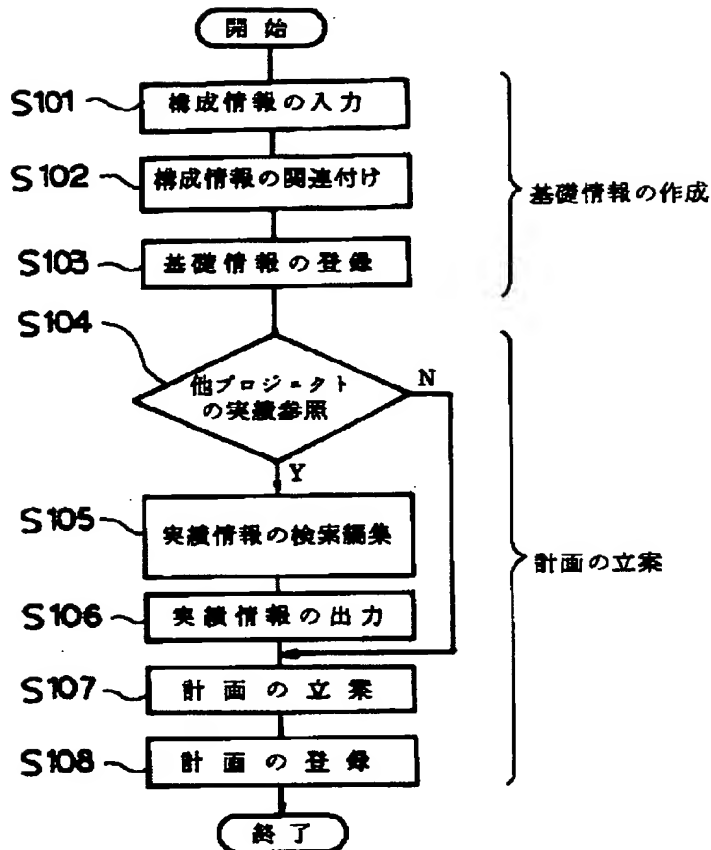 開始
S101
構成情報の入力
S102
構成情報の関連付け
基礎情報の作成
S103
基礎情報の登録
S104
他プロジェクト
の実績参照
N
Y
S105
実績情報の検索編集
計画の立案
S106
実績情報の出力
S107
計画の立案
S108
計画の登録
終了